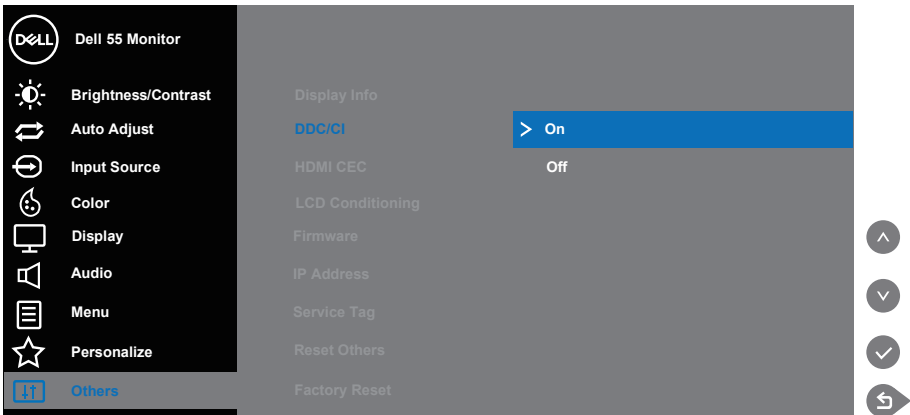 DELL Dell 55 Monitor
Brightness/Contrast Display Info
Auto Adjust DDC/CI > On
Input Source HDMI CEC Off
Color LCD Conditioning
Display Firmware
Audio IP Address
Menu Service Tag
Personalize Reset Others
Others Factory Reset